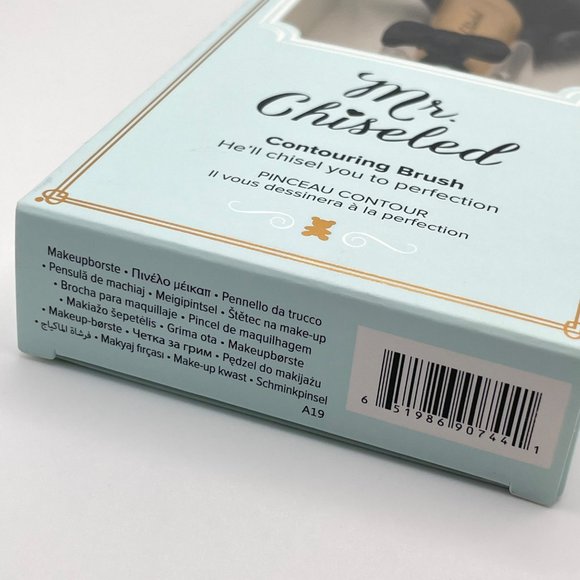 Mr.
Chiseled
Contouring Brush
He'll chisel you to perfection
PINCEAU CONTOUR
Il vous dessinera à la perfection
Makeupborste • Πινέλο μέικαπ • Pennello da trucco
• Pensulă de machiaj • Meigipintsel • Štětec na make-up
• Brocha para maquillaje • Pincel de maquilhagem
• Makiažo šepetėlis • Grima ota • Makeupbørste
• Makeup-børste • Четка за грим • Pędzel do makijażu
• فرشاة الماكياج • Makyaj fırçası • Make-up kwast • Schminkpinsel
A19
6 51986 90744 1